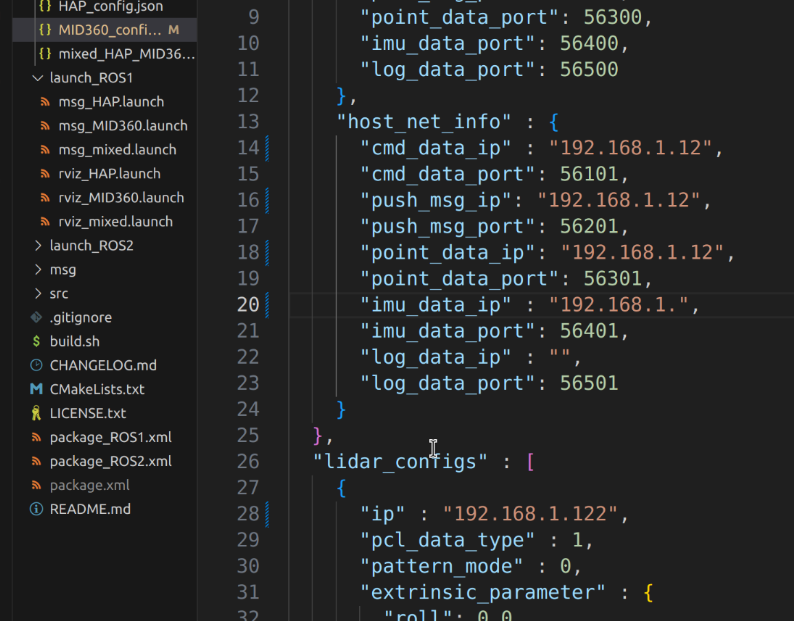 HAP_config.json
MID360_confi... M
mixed_HAP_MID36...
launch_ROS1
msg_HAP.launch
msg_MID360.launch
msg_mixed.launch
rviz_HAP.launch
rviz_MID360.launch
rviz_mixed.launch
launch_ROS2
msg
src
.gitignore
build.sh
CHANGELOG.md
CMakeLists.txt
LICENSE.txt
package_ROS1.xml
package_ROS2.xml
package.xml
README.md
9 "point_data_port": 56300,
10 "imu_data_port": 56400,
11 "log_data_port": 56500
12 },
13 "host_net_info" : {
14 "cmd_data_ip" : "192.168.1.12",
15 "cmd_data_port": 56101,
16 "push_msg_ip": "192.168.1.12",
17 "push_msg_port": 56201,
18 "point_data_ip": "192.168.1.12",
19 "point_data_port": 56301,
20 "imu_data_ip" : "192.168.1.",
21 "imu_data_port": 56401,
22 "log_data_ip" : "",
23 "log_data_port": 56501
24 }
25 },
26 "lidar_configs" : [
27 {
28 "ip" : "192.168.1.122",
29 "pcl_data_type" : 1,
30 "pattern_mode" : 0,
31 "extrinsic_parameter" : {
32 "roll": 0.0